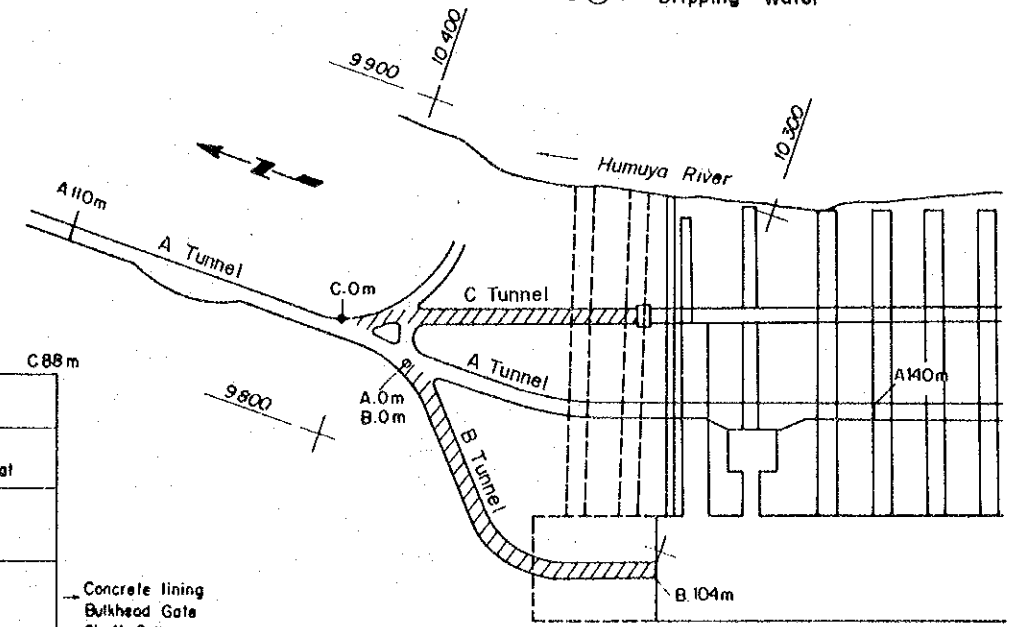 Dripping Water
10 400
9 900
10 300
Humuya River
N
A 110m
A Tunnel
C.0m
C Tunnel
C 88m
A Tunnel
A 140m
A.0m
B.0m
9 800
B Tunnel
B.104m
Concrete lining
Bulkhead Gate